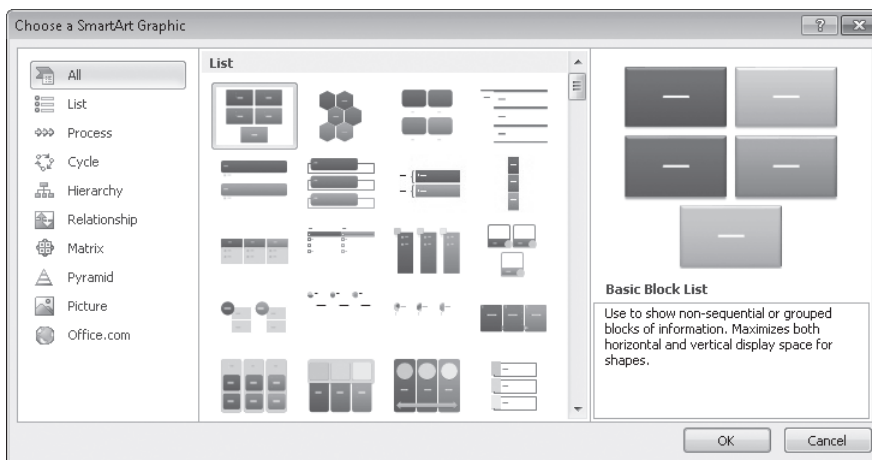 Choose a SmartArt Graphic
All
List
Process
Cycle
Hierarchy
Relationship
Matrix
Pyramid
Picture
Office.com
List
Basic Block List
Use to show non-sequential or grouped
blocks of information. Maximizes both
horizontal and vertical display space for
shapes.
OK
Cancel